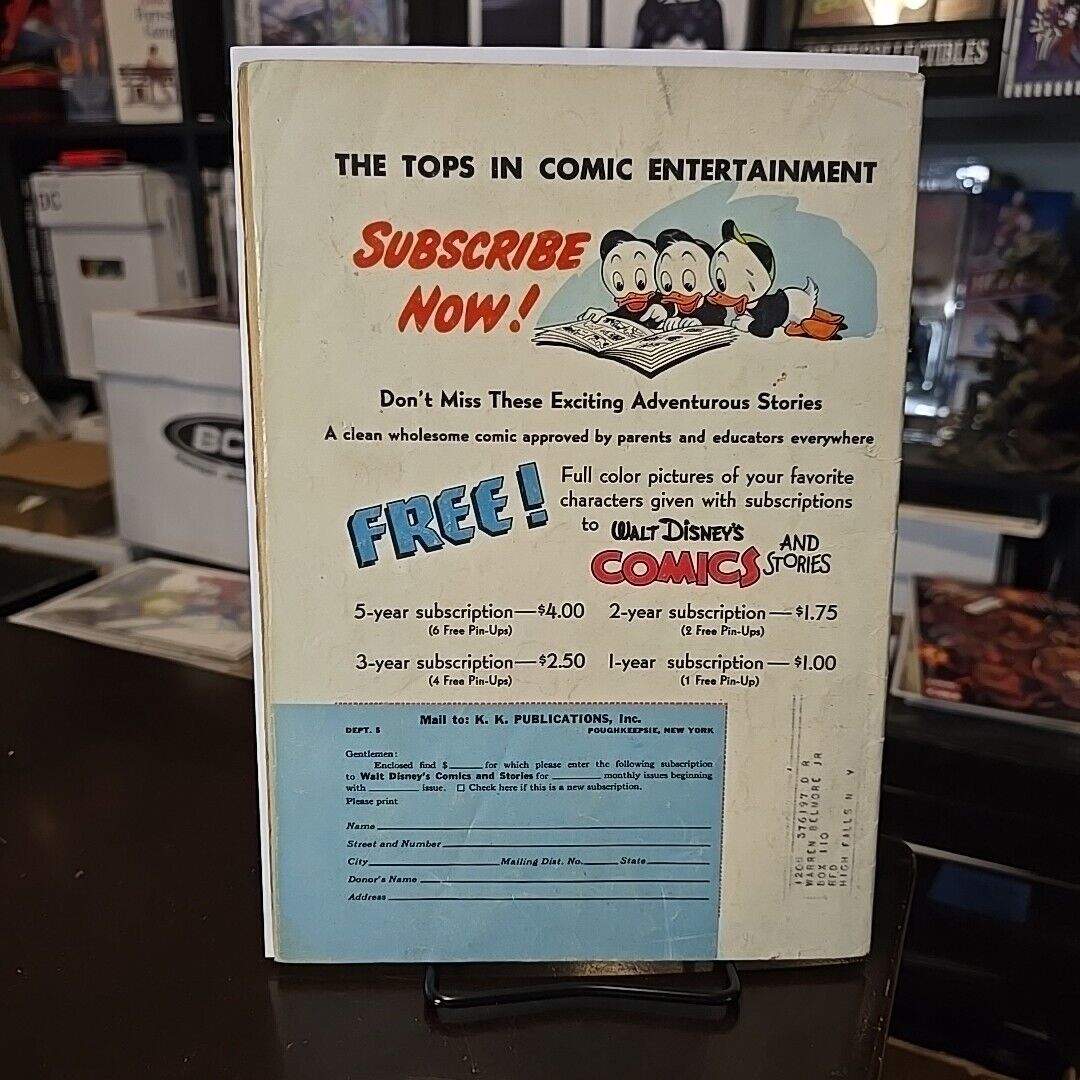 THE TOPS IN COMIC ENTERTAINMENT
SUBSCRIBE
NOW!
Don't Miss These Exciting Adventurous Stories
A clean wholesome comic approved by parents and educators everywhere
FREE!
Full color pictures of your favorite
characters given with subscriptions
to WALT DISNEY'S
COMICS AND STORIES
5-year subscription—$4.00
(6 Free Pin-Ups)
2-year subscription—$1.75
(2 Free Pin-Ups)
3-year subscription—$2.50
(4 Free Pin-Ups)
1-year subscription—$1.00
(1 Free Pin-Up)
Mail to: K. K. PUBLICATIONS, Inc.
DEPT. 5 POUGHKEEPSIE, NEW YORK
Gentlemen:
Enclosed find $ for which please enter the following subscription
to Walt Disney's Comics and Stories for monthly issues beginning
with issue. ☐ Check here if this is a new subscription.
Please print
Name
Street and Number
City Mailing Dist. No. State
Donor's Name
Address
376197 D R
WARREN BELMORE JR
BOX 110
RFD
HIGH FALLS N Y
BC